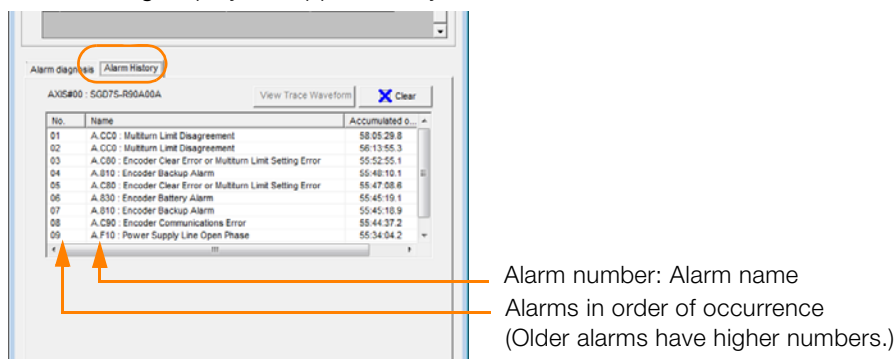 Alarm diagnosis Alarm History
AXIS#00 : SGD7S-R90A00A View Trace Waveform Clear
No. Name Accumulated o...
01 A.CC0 : Multiturn Limit Disagreement 58:05:29.8
02 A.CC0 : Multiturn Limit Disagreement 56:13:55.3
03 A.C80 : Encoder Clear Error or Multiturn Limit Setting Error 55:52:55.1
04 A.810 : Encoder Backup Alarm 55:48:10.1
05 A.C80 : Encoder Clear Error or Multiturn Limit Setting Error 55:47:08.6
06 A.830 : Encoder Battery Alarm 55:45:19.1
07 A.810 : Encoder Backup Alarm 55:45:18.9
08 A.C90 : Encoder Communications Error 55:44:37.2
09 A.F10 : Power Supply Line Open Phase 55:34:04.2
Alarm number: Alarm name
Alarms in order of occurrence
(Older alarms have higher numbers.)